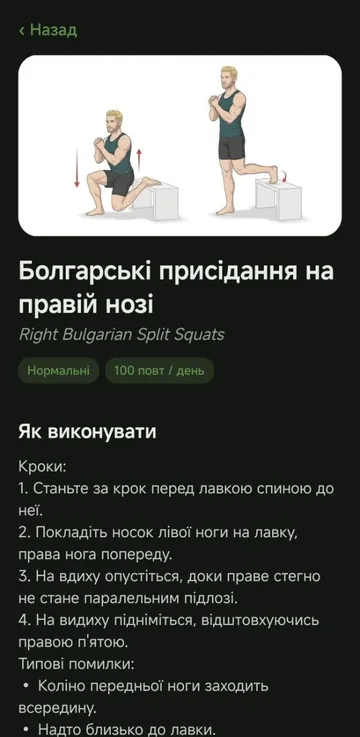 ‹ Назад
Болгарські присідання на
правій нозі
Right Bulgarian Split Squats
Нормальні
100 повт / день
Як виконувати
Кроки:
1. Станьте за крок перед лавкою спиною до
неї.
2. Покладіть носок лівої ноги на лавку,
права нога попереду.
3. На вдиху опустіться, доки праве стегно
не стане паралельним підлозі.
4. На видиху підніміться, відштовхуючись
правою п'ятою.
Типові помилки:
• Коліно передньої ноги заходить
всередину.
• Надто близько до лавки.